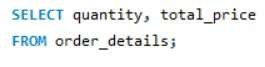 SELECT quantity, total_price
FROM order_details;